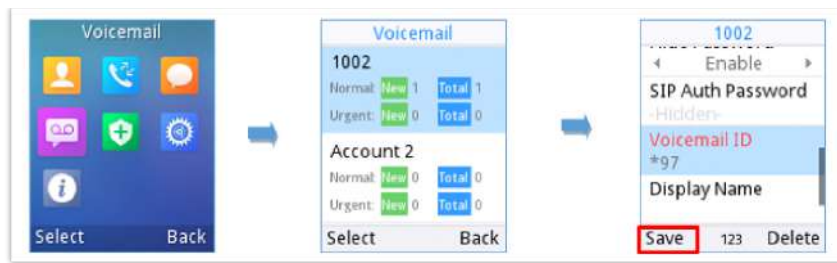 Voicemail
Select Back
Voicemail
1002
Normal: New 1 Total 1
Urgent: New 0 Total 0
Account 2
Normal: New 0 Total 0
Urgent: New 0 Total 0
Select Back
1002
Enable
SIP Auth Password
-Hidden-
Voicemail ID
*97
Display Name
Save 123 Delete